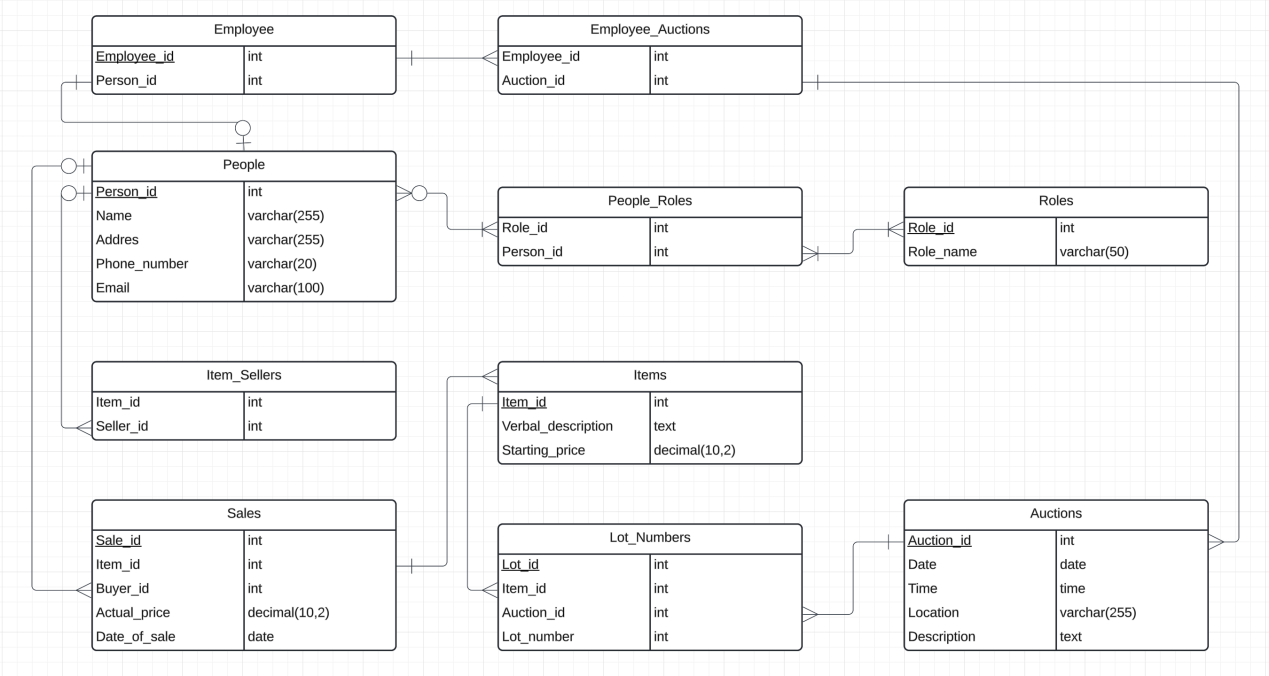 Employee
Employee_id int
Person_id int
Employee_Auctions
Employee_id int
Auction_id int
People
Person_id int
Name varchar(255)
Addres varchar(255)
Phone_number varchar(20)
Email varchar(100)
People_Roles
Role_id int
Person_id int
Roles
Role_id int
Role_name varchar(50)
Item_Sellers
Item_id int
Seller_id int
Items
Item_id int
Verbal_description text
Starting_price decimal(10,2)
Sales
Sale_id int
Item_id int
Buyer_id int
Actual_price decimal(10,2)
Date_of_sale date
Lot_Numbers
Lot_id int
Item_id int
Auction_id int
Lot_number int
Auctions
Auction_id int
Date date
Time time
Location varchar(255)
Description text